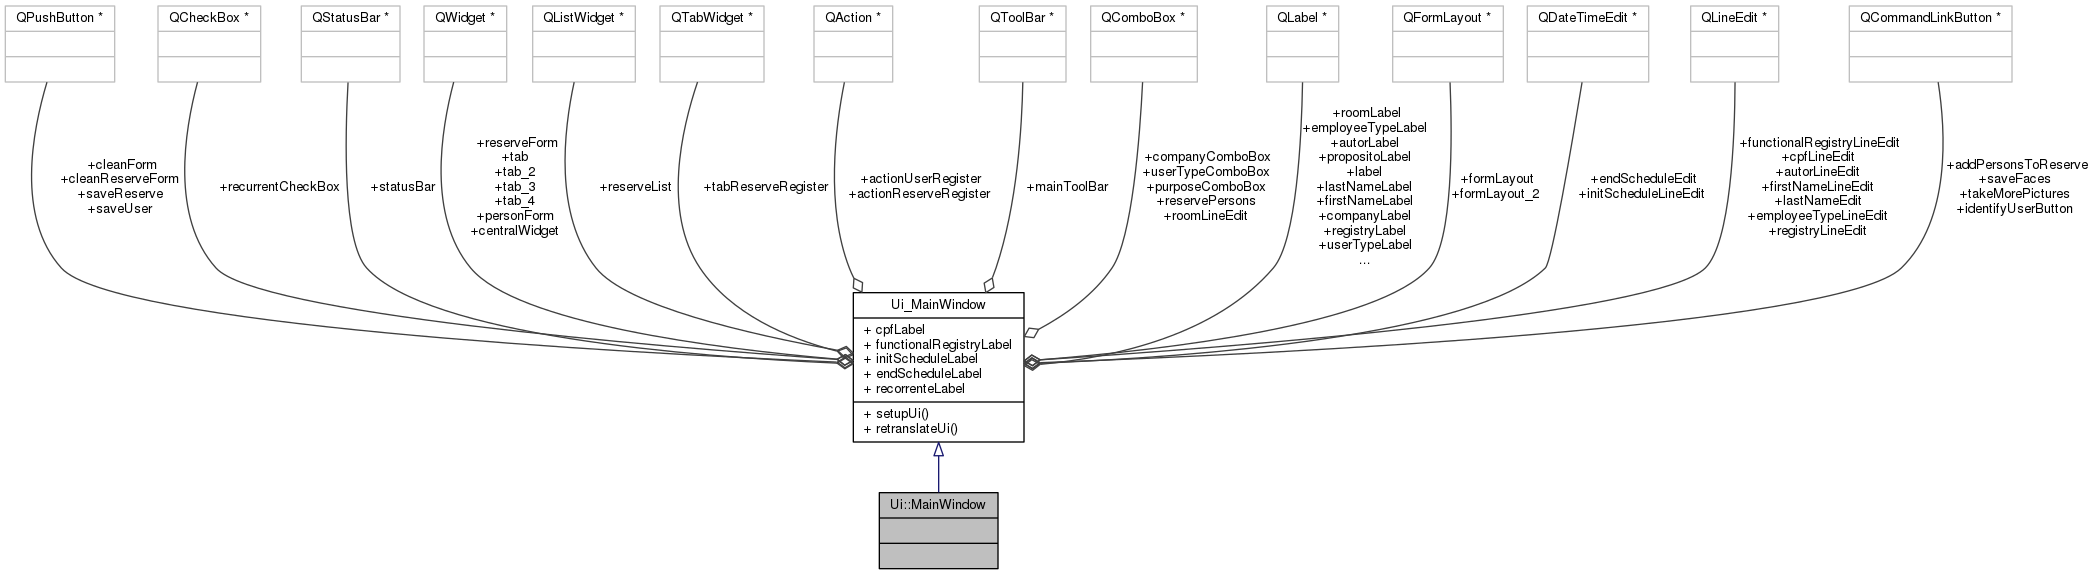 QPushButton *
QCheckBox *
QStatusBar *
QWidget *
QListWidget *
QTabWidget *
QAction *
QToolBar *
QComboBox *
QLabel *
QFormLayout *
QDateTimeEdit *
QLineEdit *
QCommandLinkButton *
+cleanForm
+cleanReserveForm
+saveReserve
+saveUser
+recurrentCheckBox
+statusBar
+reserveForm
+tab
+tab_2
+tab_3
+tab_4
+personForm
+centralWidget
+reserveList
+tabReserveRegister
+actionUserRegister
+actionReserveRegister
+mainToolBar
+companyComboBox
+userTypeComboBox
+purposeComboBox
+reservePersons
+roomLineEdit
+roomLabel
+employeeTypeLabel
+autorLabel
+propositoLabel
+label
+lastNameLabel
+firstNameLabel
+companyLabel
+registryLabel
+userTypeLabel
...
+formLayout
+formLayout_2
+endScheduleEdit
+initScheduleLineEdit
+functionalRegistryLineEdit
+cpfLineEdit
+autorLineEdit
+firstNameLineEdit
+lastNameEdit
+employeeTypeLineEdit
+registryLineEdit
+addPersonsToReserve
+saveFaces
+takeMorePictures
+identifyUserButton
Ui_MainWindow
+ cpfLabel
+ functionalRegistryLabel
+ initScheduleLabel
+ endScheduleLabel
+ recorrenteLabel
+ setupUi()
+ retranslateUi()
Ui::MainWindow